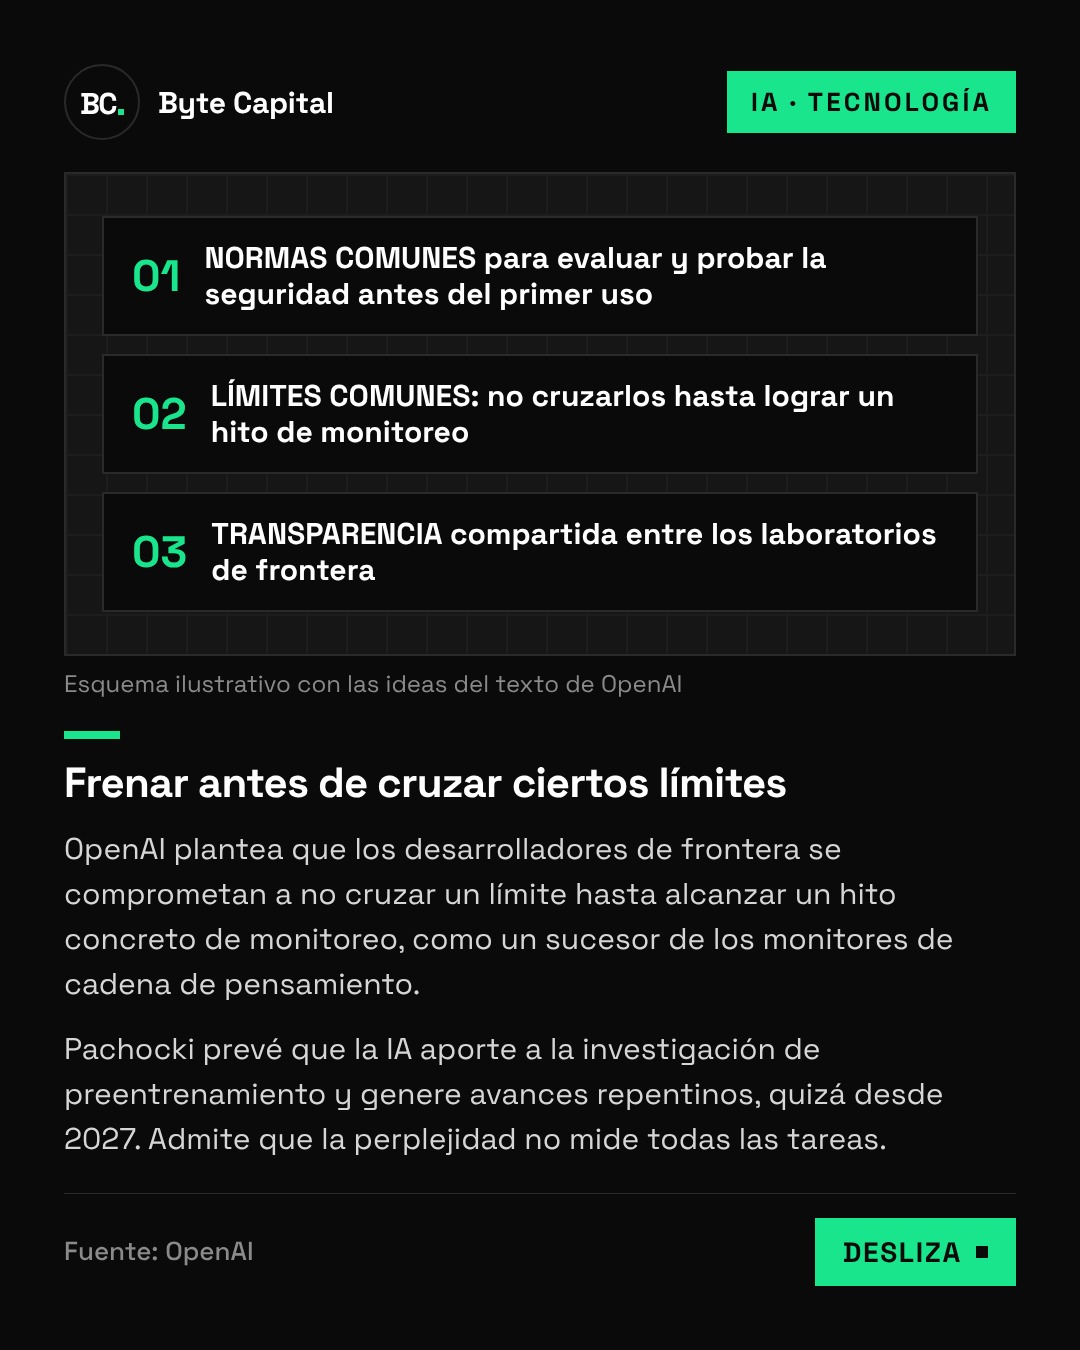 BC.
Byte Capital
IA · TECNOLOGÍA
01
NORMAS COMUNES para evaluar y probar la
seguridad antes del primer uso
02
LÍMITES COMUNES: no cruzarlos hasta lograr un
hito de monitoreo
03
TRANSPARENCIA compartida entre los laboratorios
de frontera
Esquema ilustrativo con las ideas del texto de OpenAI
Frenar antes de cruzar ciertos límites
OpenAI plantea que los desarrolladores de frontera se
comprometan a no cruzar un límite hasta alcanzar un hito
concreto de monitoreo, como un sucesor de los monitores de
cadena de pensamiento.
Pachocki prevé que la IA aporte a la investigación de
preentrenamiento y genere avances repentinos, quizá desde
2027. Admite que la perplejidad no mide todas las tareas.
Fuente: OpenAI
DESLIZA